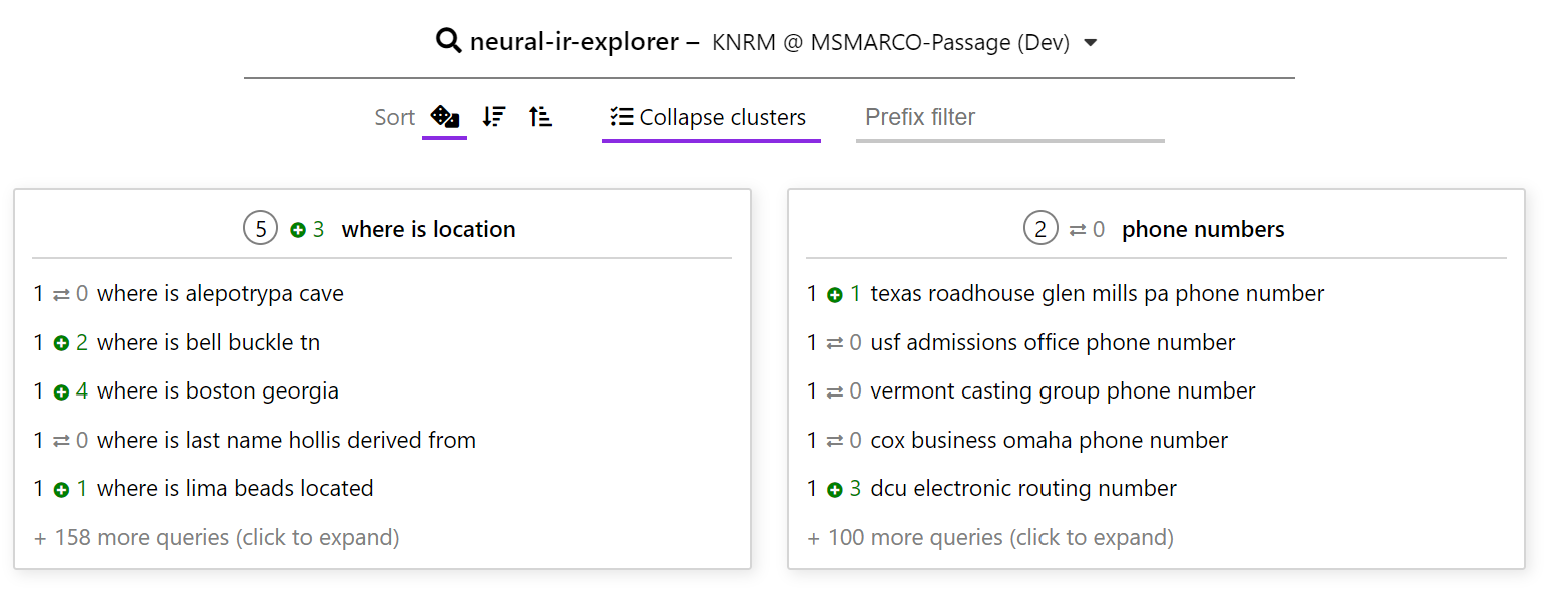 neural-ir-explorer – KNRM @ MSMARCO-Passage (Dev)
Sort Collapse clusters Prefix filter
5 3 where is location
1 0 where is alepotrypa cave
1 2 where is bell buckle tn
1 4 where is boston georgia
1 0 where is last name hollis derived from
1 1 where is lima beads located
+ 158 more queries (click to expand)
2 0 phone numbers
1 1 texas roadhouse glen mills pa phone number
1 0 usf admissions office phone number
1 0 vermont casting group phone number
1 0 cox business omaha phone number
1 3 dcu electronic routing number
+ 100 more queries (click to expand)